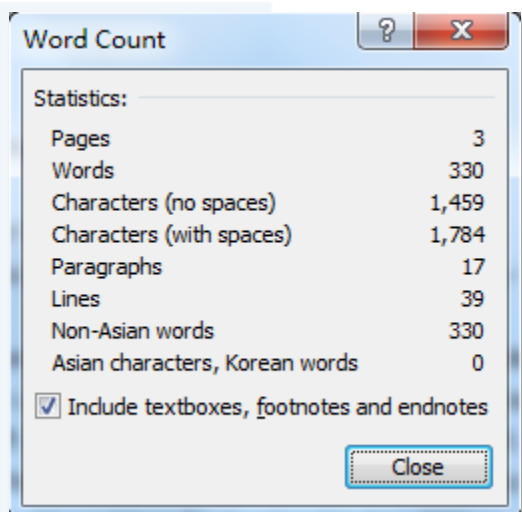 Word Count
Statistics:
Pages 3
Words 330
Characters (no spaces) 1,459
Characters (with spaces) 1,784
Paragraphs 17
Lines 39
Non-Asian words 330
Asian characters, Korean words 0
Include textboxes, footnotes and endnotes
Close